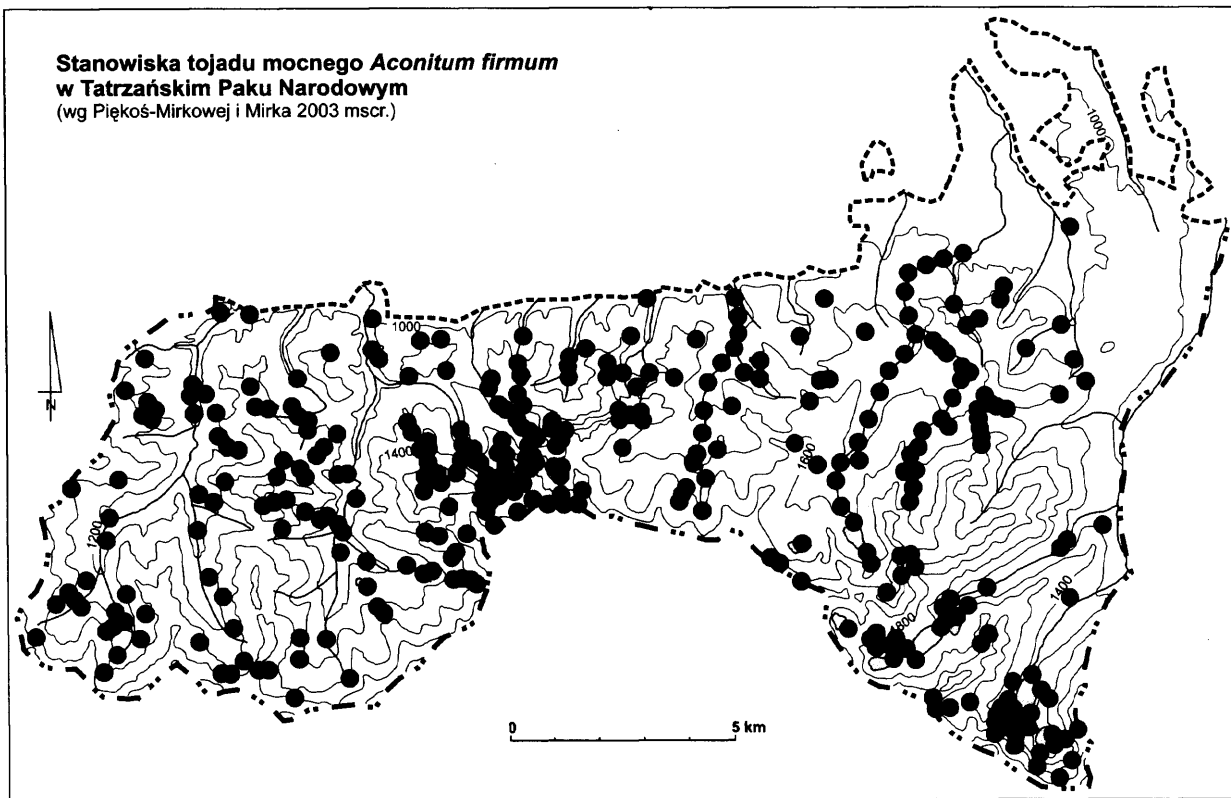 Stanowiska tojadu mocnego Aconitum firmum
w Tatrzańskim Paku Narodowym
(wg Piękoś-Mirkowej i Mirka 2003 mscr.)
1000
1000
N
1400
1600
1200
1400
1800
0 5 km